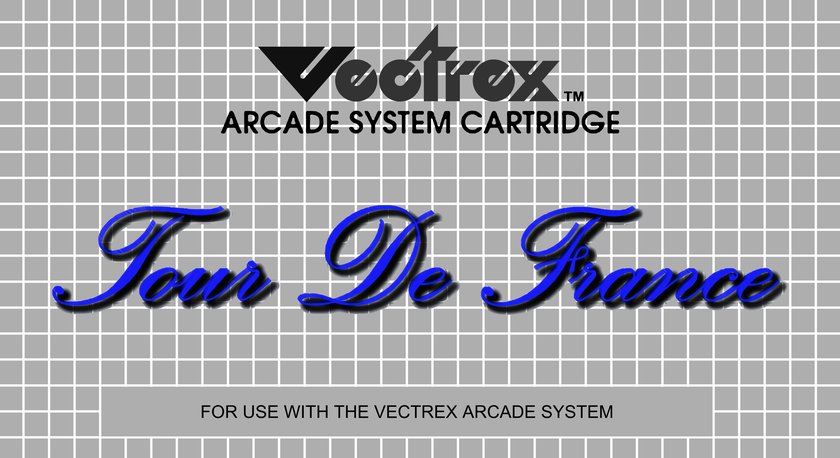 Vectrex™
ARCADE SYSTEM CARTRIDGE
Tour De France
FOR USE WITH THE VECTREX ARCADE SYSTEM